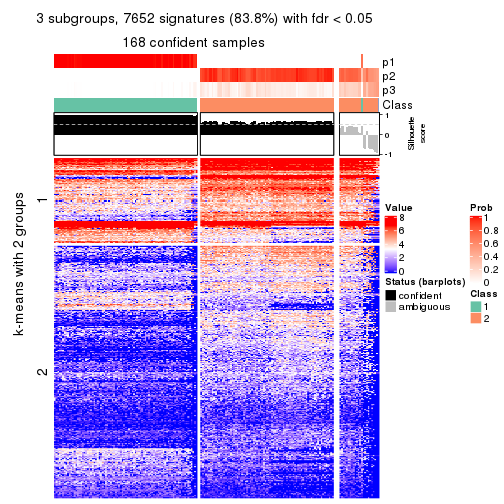 3 subgroups, 7652 signatures (83.8%) with fdr < 0.05
168 confident samples
p1
p2
p3
Class
1
0
-1
Silhouette
score
k-means with 2 groups
1
2
Value
8
6
4
2
0
Status (barplots)
confident
ambiguous
Prob
1
0.8
0.6
0.4
0.2
0
Class
1
2